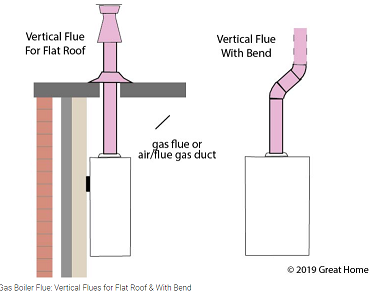 Vertical Flue
For Flat Roof
Vertical Flue
With Bend
gas flue or
air/flue gas duct
© 2019 Great Home
Gas Boiler Flue: Vertical Flues for Flat Roof & With Bend